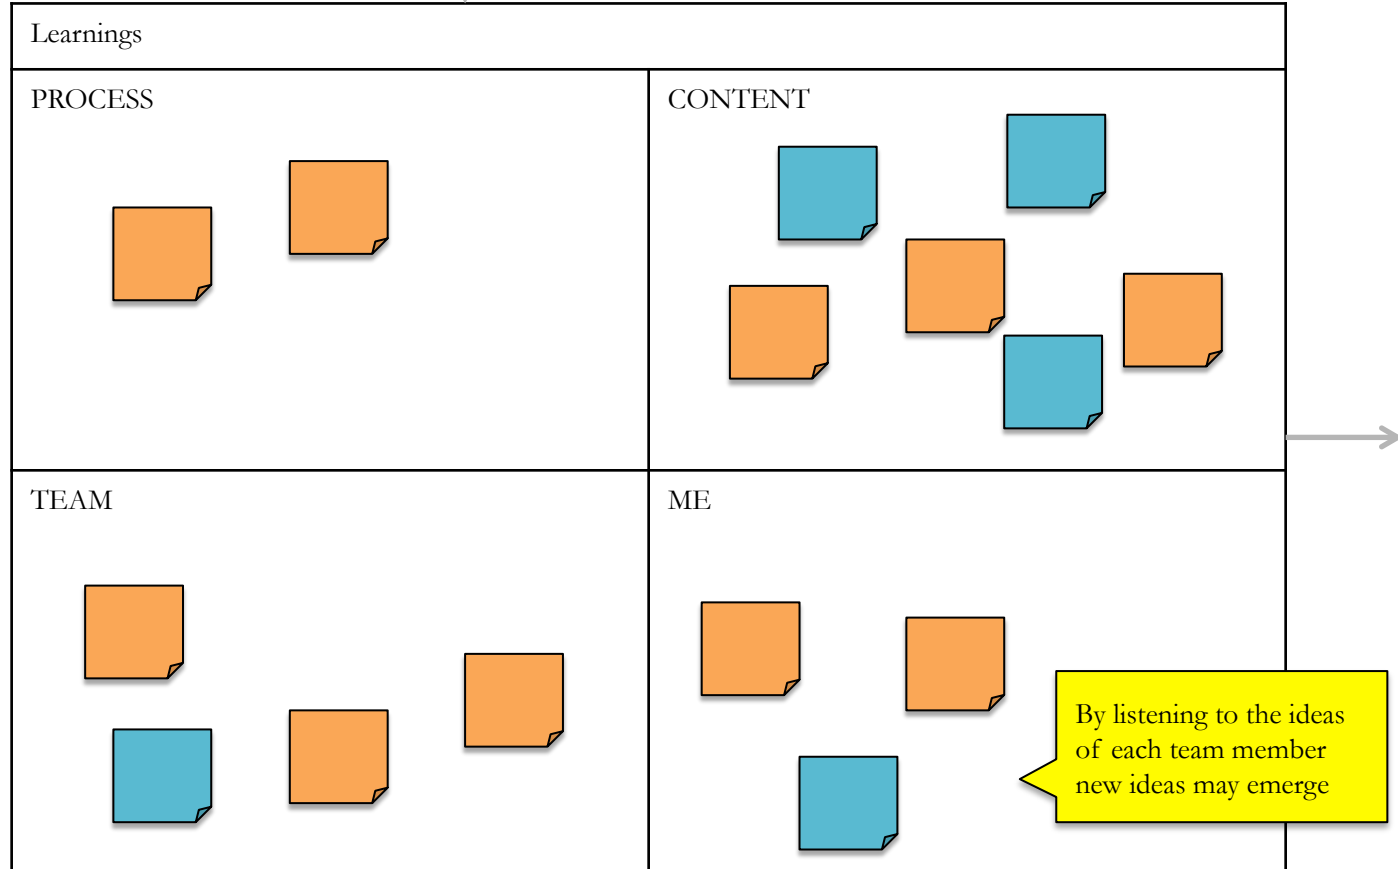 Learnings
PROCESS
CONTENT
TEAM
ME
By listening to the ideas
of each team member
new ideas may emerge